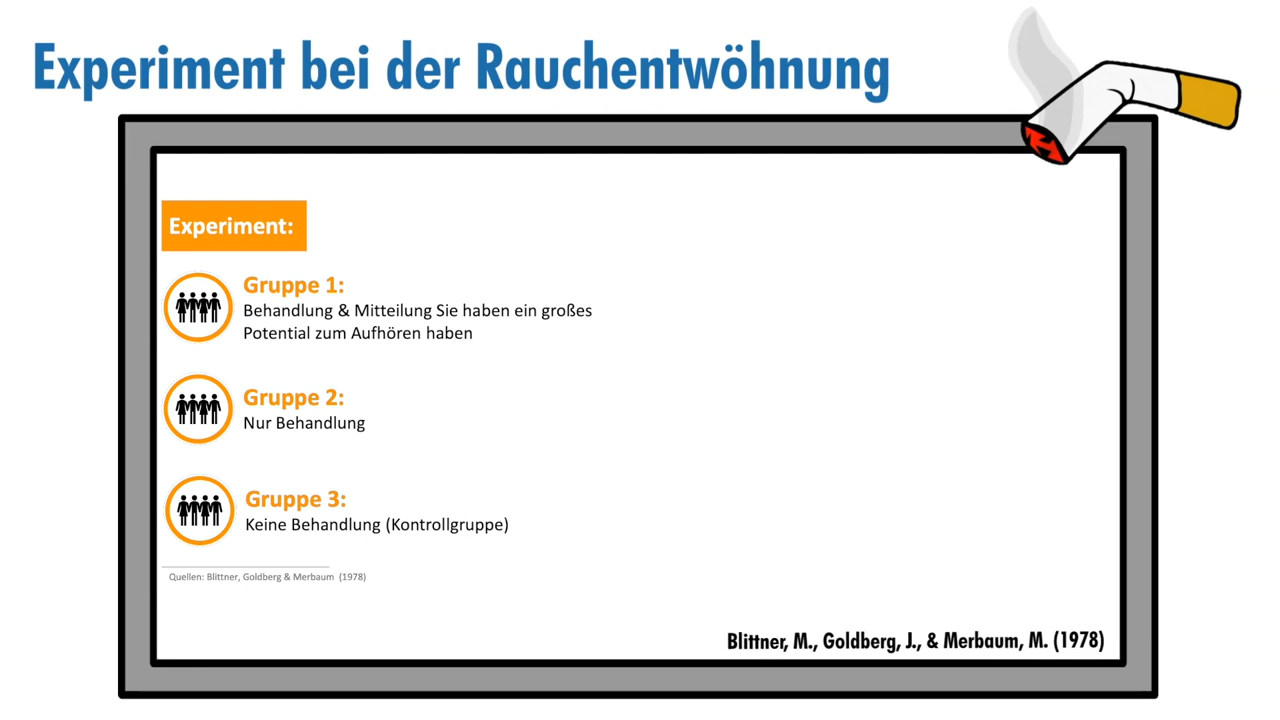 Experiment bei der Rauchentwöhnung
Experiment:
Gruppe 1:
Behandlung & Mitteilung Sie haben ein großes
Potential zum Aufhören haben
Gruppe 2:
Nur Behandlung
Gruppe 3:
Keine Behandlung (Kontrollgruppe)
Quellen: Blittner, Goldberg & Merbaum (1978)
Blittner, M., Goldberg, J., & Merbaum, M. (1978)